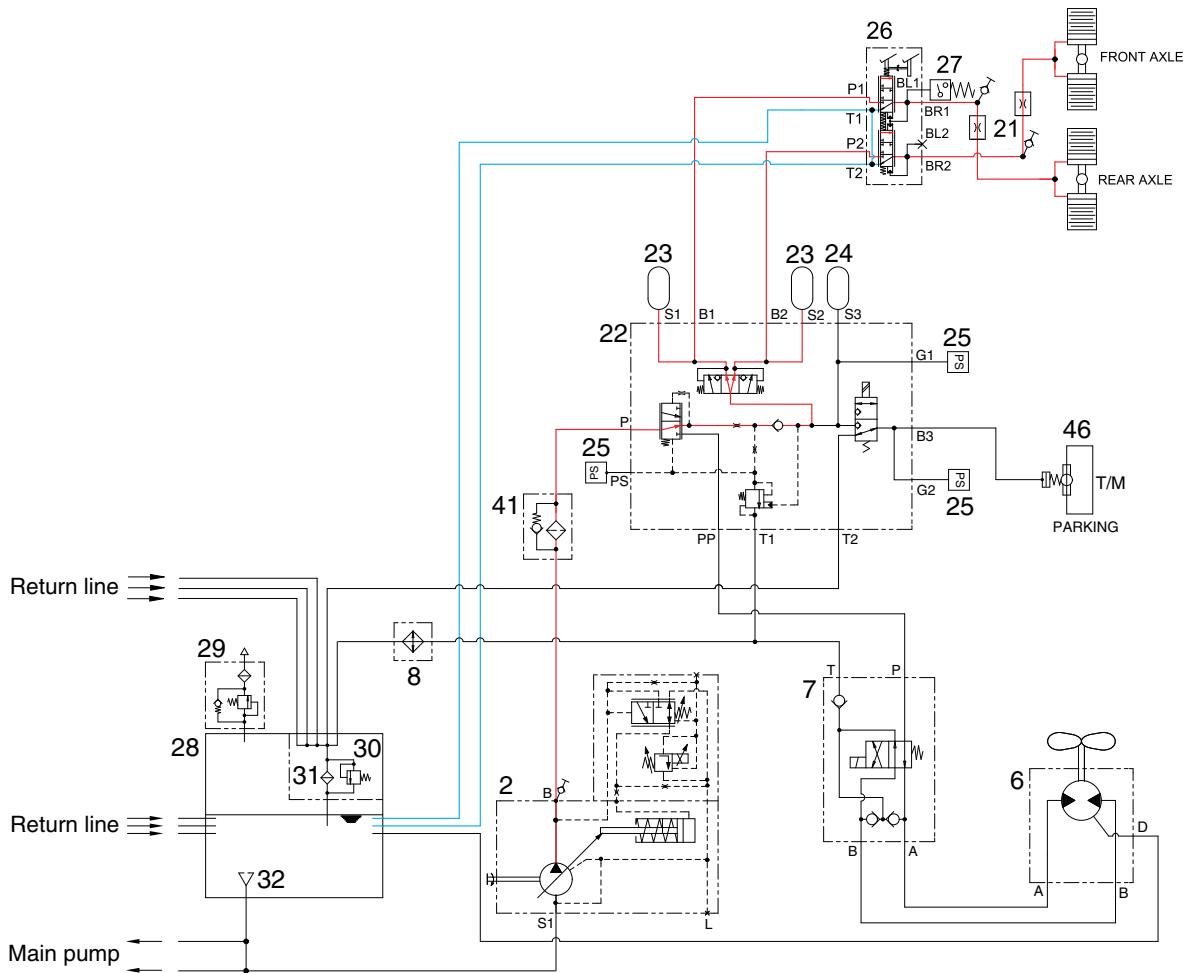 26
27
P1
BL1
FRONT AXLE
T1
BR1
21
P2
BL2
T2
BR2
REAR AXLE
23
23
24
S1
B1
B2
S2
S3
22
25
G1
PS
P
B3
46
25
PS
PS
T/M
G2
PS
25
41
PARKING
PP
T1
T2
Return line
29
8
T
P
7
28
30
31
2
6
B
D
Return line
32
B
A
A
B
S1
L
Main pump